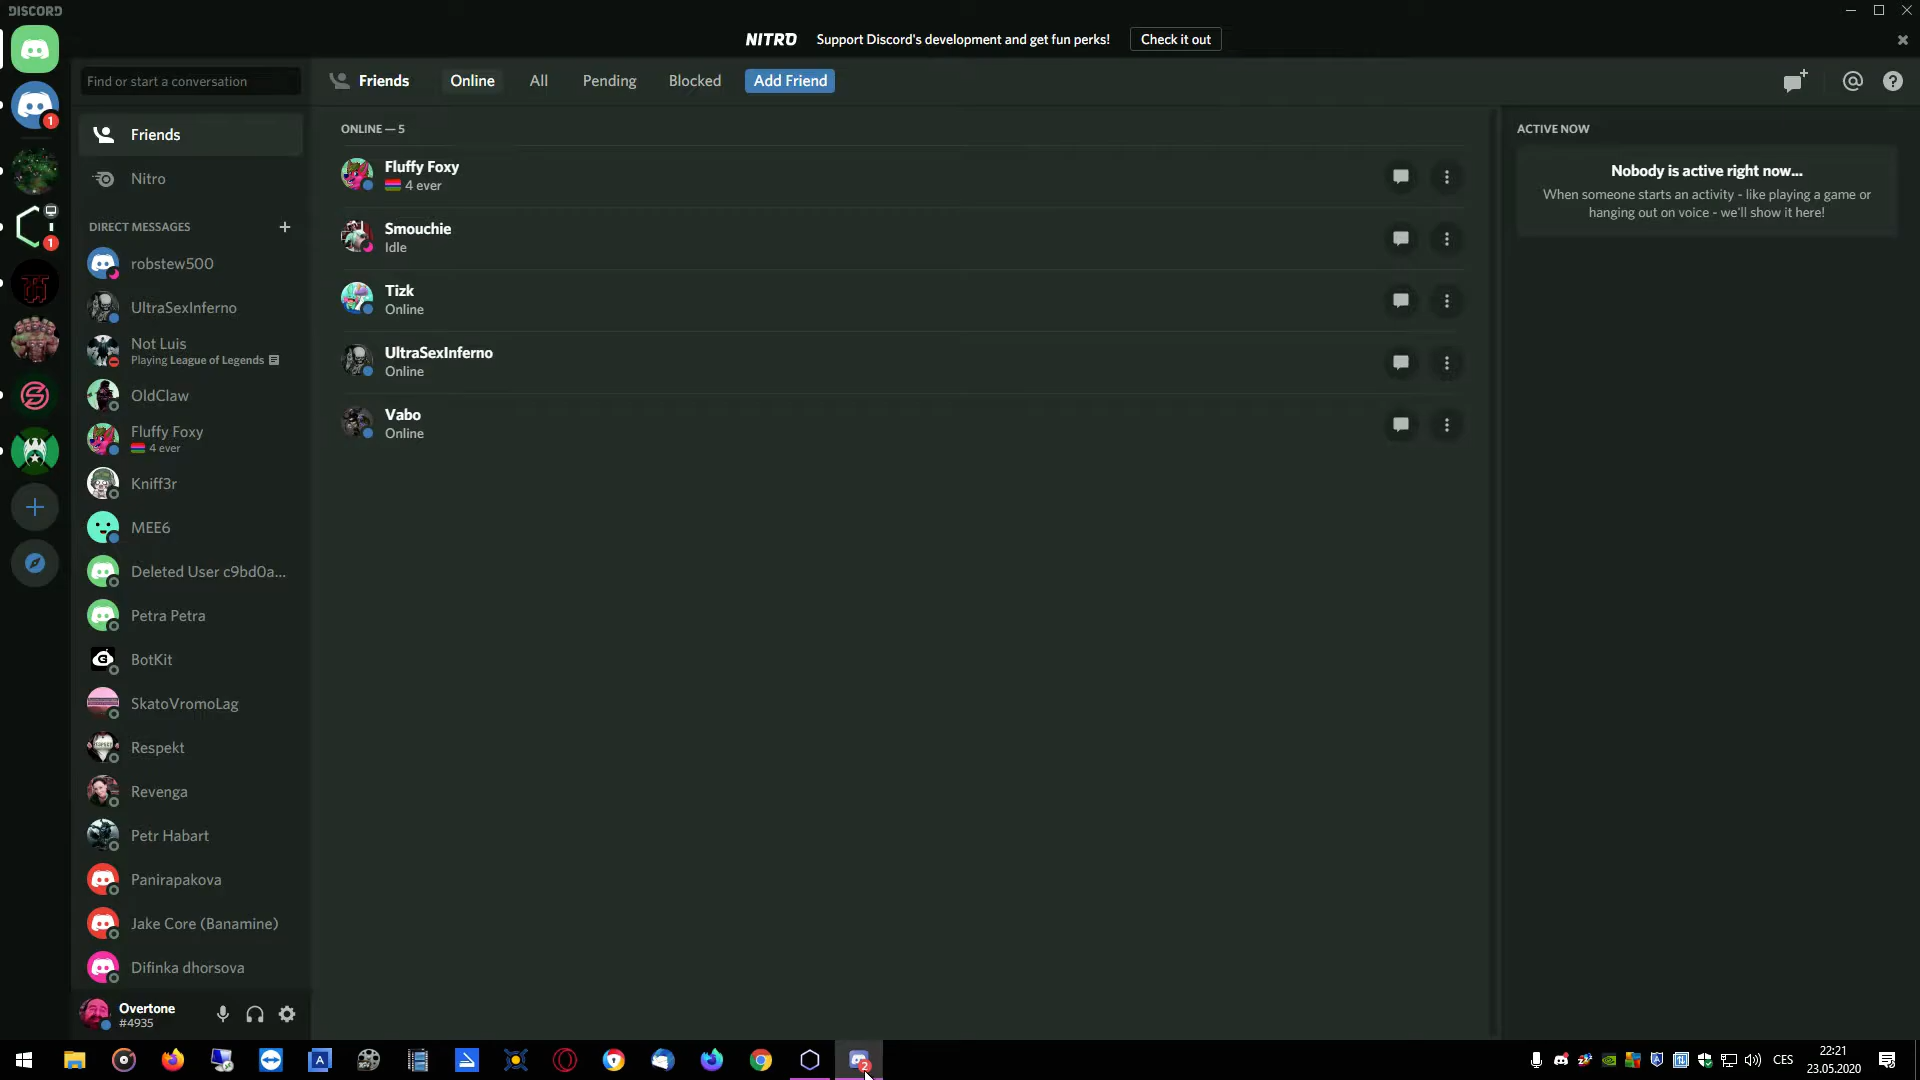 DISCORD
NITRO Support Discord's development and get fun perks! Check it out
Find or start a conversation
Friends
Nitro
DIRECT MESSAGES
robstew500
UltraSexInferno
Not Luis
Playing League of Legends
OldClaw
Fluffy Foxy
4 ever
Kniff3r
MEE6
Deleted User c9bd0a...
Petra Petra
BotKit
SkatoVromoLag
Respekt
Revenga
Petr Habart
Panirapakova
Jake Core (Banamine)
Difinka dhorsova
Overtone
#4935
Friends Online All Pending Blocked Add Friend
ONLINE — 5
Fluffy Foxy
4 ever
Smouchie
Idle
Tizk
Online
UltraSexInferno
Online
Vabo
Online
ACTIVE NOW
Nobody is active right now...
When someone starts an activity - like playing a game or
hanging out on voice - we'll show it here!
1
1
2
CES
22:21
23.05.2020